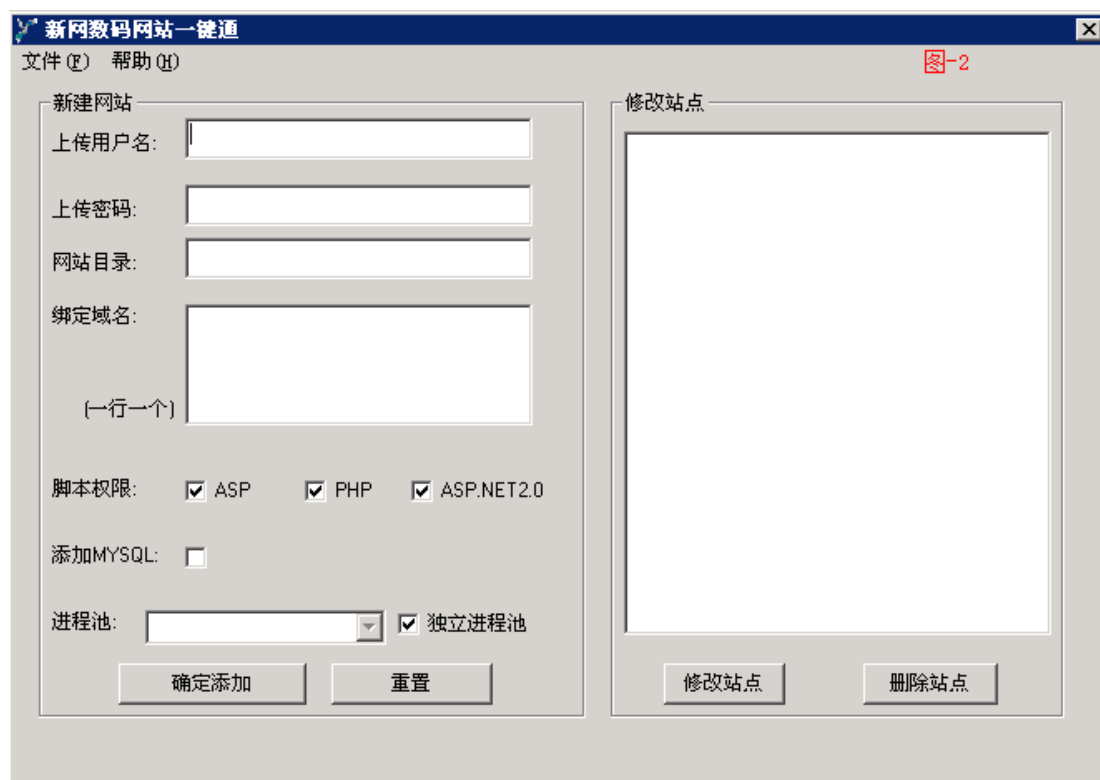 新网数码网站一键通
文件(F) 帮助(H)
图-2
新建网站
上传用户名:
上传密码:
网站目录:
绑定域名:
(一行一个)
脚本权限: ASP PHP ASP.NET2.0
添加MYSQL:
进程池: 独立进程池
确定添加 重置
修改站点
修改站点 删除站点